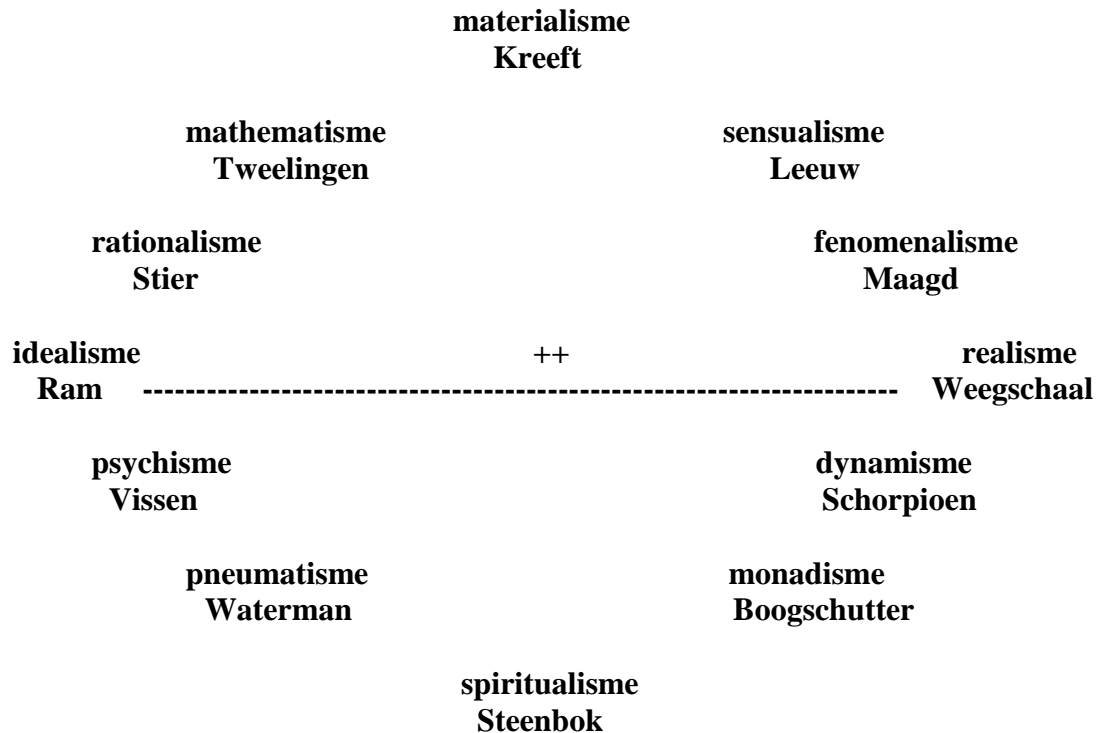 materialisme
Kreeft
mathematisme sensualisme
Tweelingen Leeuw
rationalisme fenomenalisme
Stier Maagd
idealisme ++ realisme
Ram ----------------------------------------------------------------------- Weegschaal
psychisme dynamisme
Vissen Schorpioen
pneumatisme monadisme
Waterman Boogschutter
spiritualisme
Steenbok